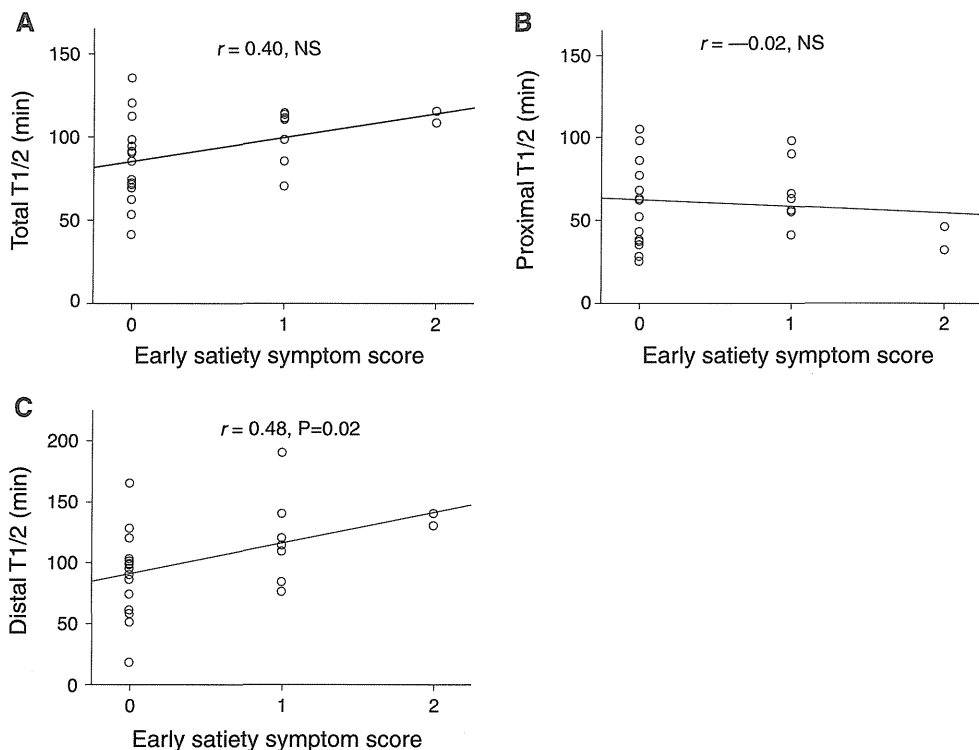 A
r = 0.40, NS
150
100
50
0
Total T1/2 (min)
0 1 2
Early satiety symptom score
B
r = —0.02, NS
150
100
50
0
Proximal T1/2 (min)
0 1 2
Early satiety symptom score
C
r = 0.48, P=0.02
200
150
100
50
0
Distal T1/2 (min)
0 1 2
Early satiety symptom score